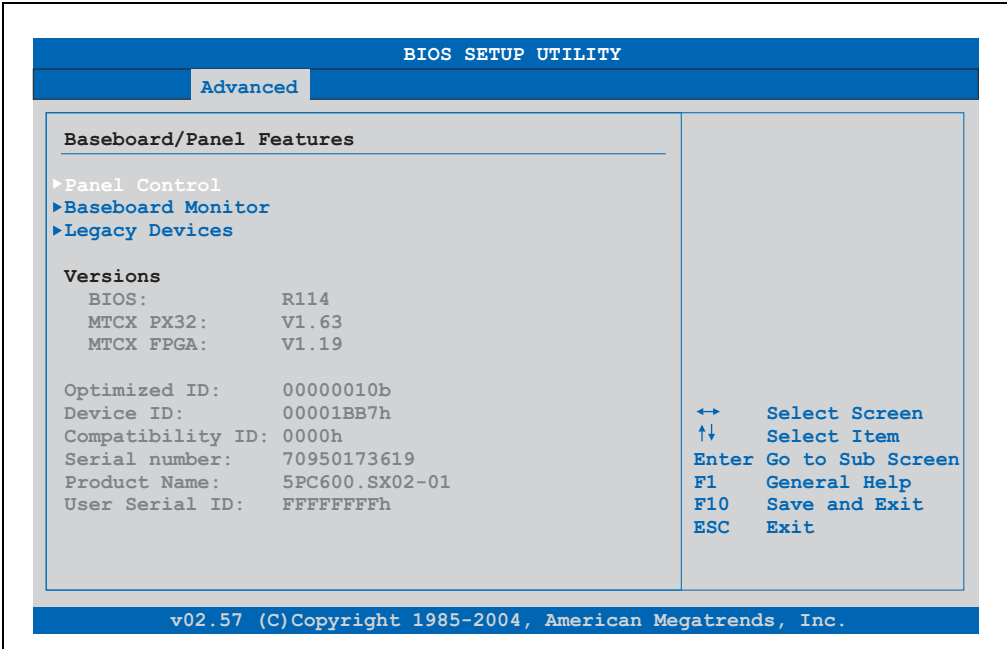 BIOS SETUP UTILITY
Advanced
Baseboard/Panel Features
Panel Control
Baseboard Monitor
Legacy Devices
Versions
BIOS: R114
MTCX PX32: V1.63
MTCX FPGA: V1.19
Optimized ID: 00000010b
Device ID: 00001BB7h
Compatibility ID: 0000h
Serial number: 70950173619
Product Name: 5PC600.SX02-01
User Serial ID: FFFFFFFFh
↔ Select Screen
↑↓ Select Item
Enter Go to Sub Screen
F1 General Help
F10 Save and Exit
ESC Exit
v02.57 (C)Copyright 1985-2004, American Megatrends, Inc.